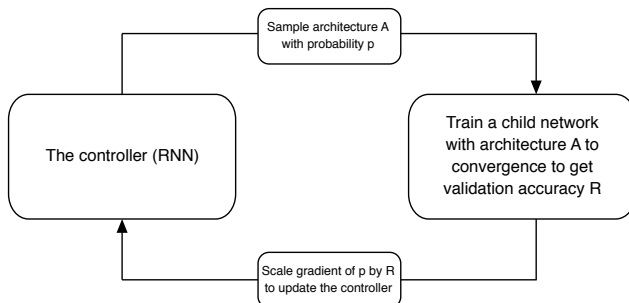 Sample architecture A
with probability p
The controller (RNN)
Train a child network
with architecture A to
convergence to get
validation accuracy R
Scale gradient of p by R
to update the controller